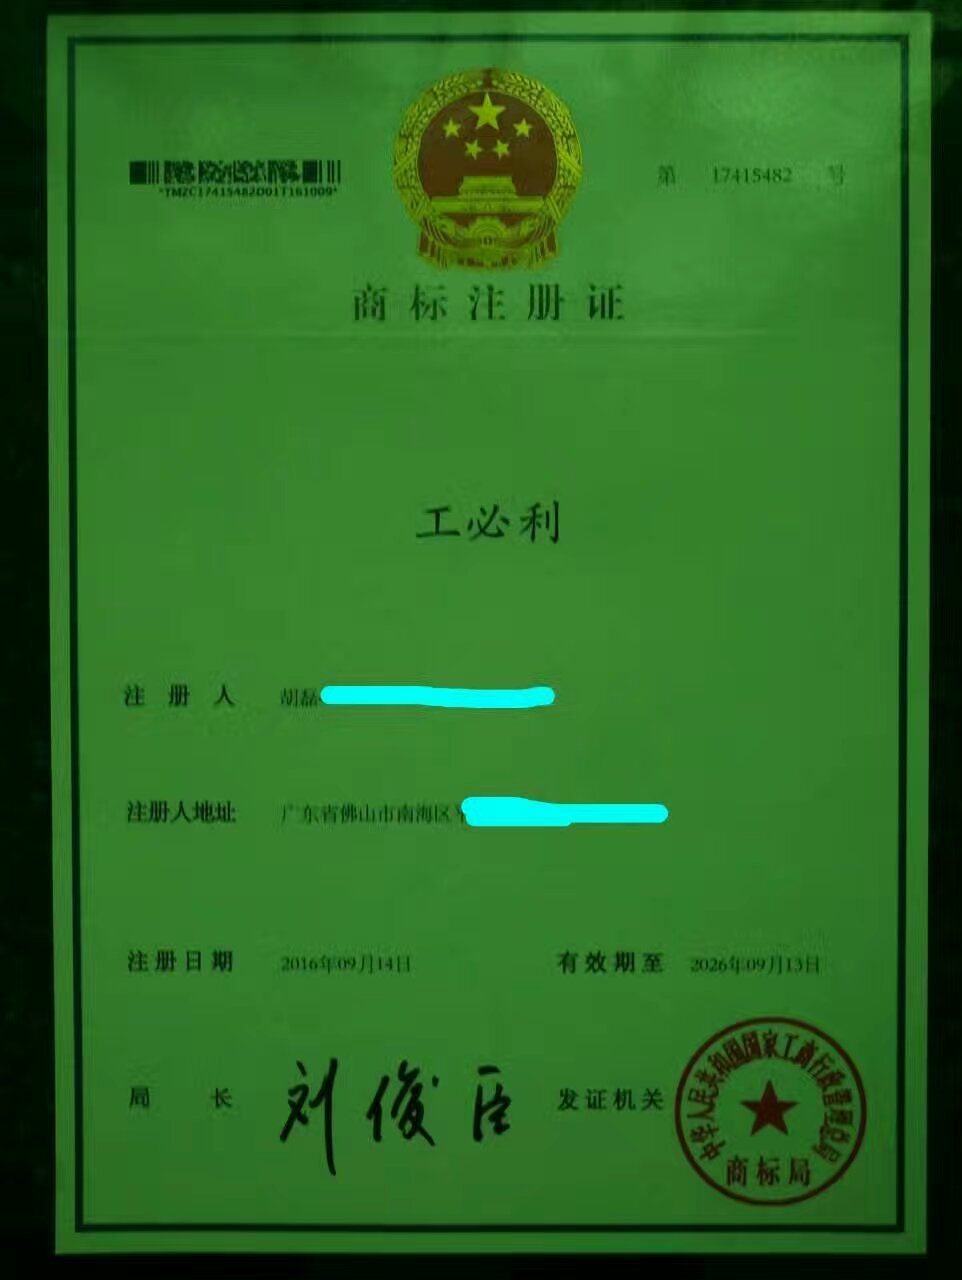 *TMZC17415482D01T161009*
第 17415482 号
商标注册证
工必利
注册人 胡磊
注册人地址 广东省佛山市南海区
注册日期 2016年09月14日 有效期至 2026年09月13日
局长 刘俊臣 发证机关
中华人民共和国国家工商行政管理总局
商标局